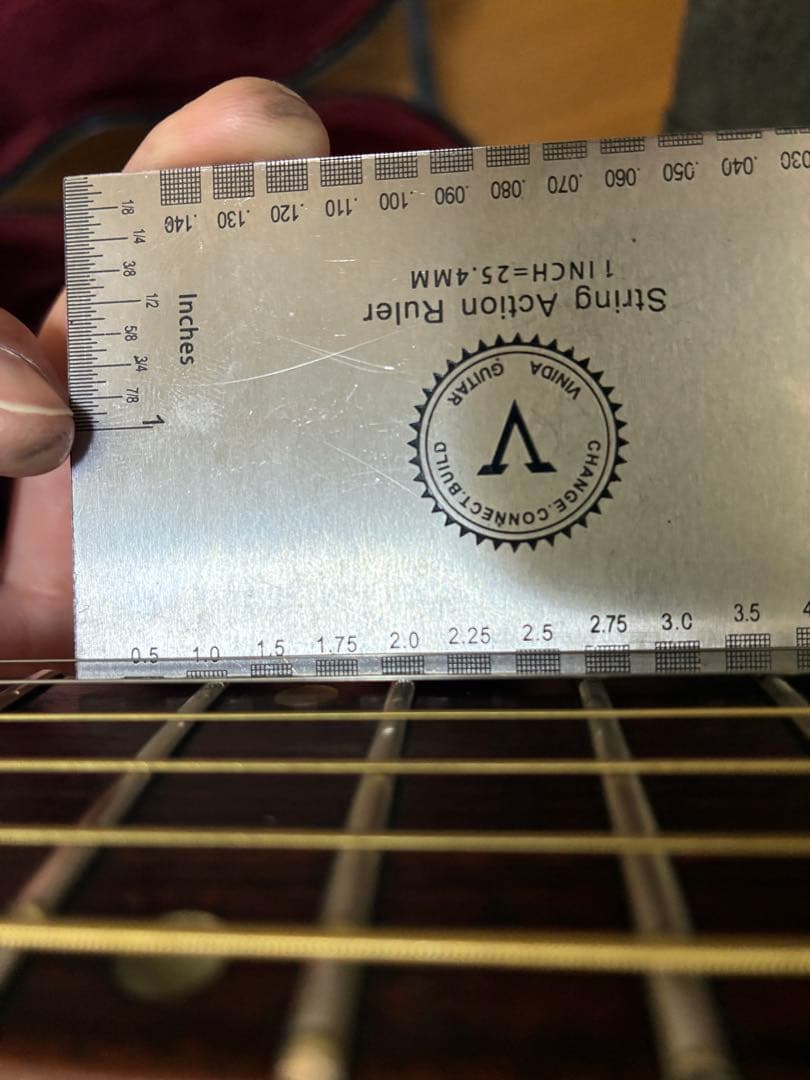 .140 .130 .120 .110 .100 .090 .080 .070 .060 .050 .040 .030
1/8
1/4
3/8
1/2
5/8
3/4
7/8
1
Inches
1 INCH=25.4MM
String Action Ruler
VINIDA GUITAR
V
CHANGE.CONNECT.BUILD
0.5 1.0 1.5 1.75 2.0 2.25 2.5 2.75 3.0 3.5